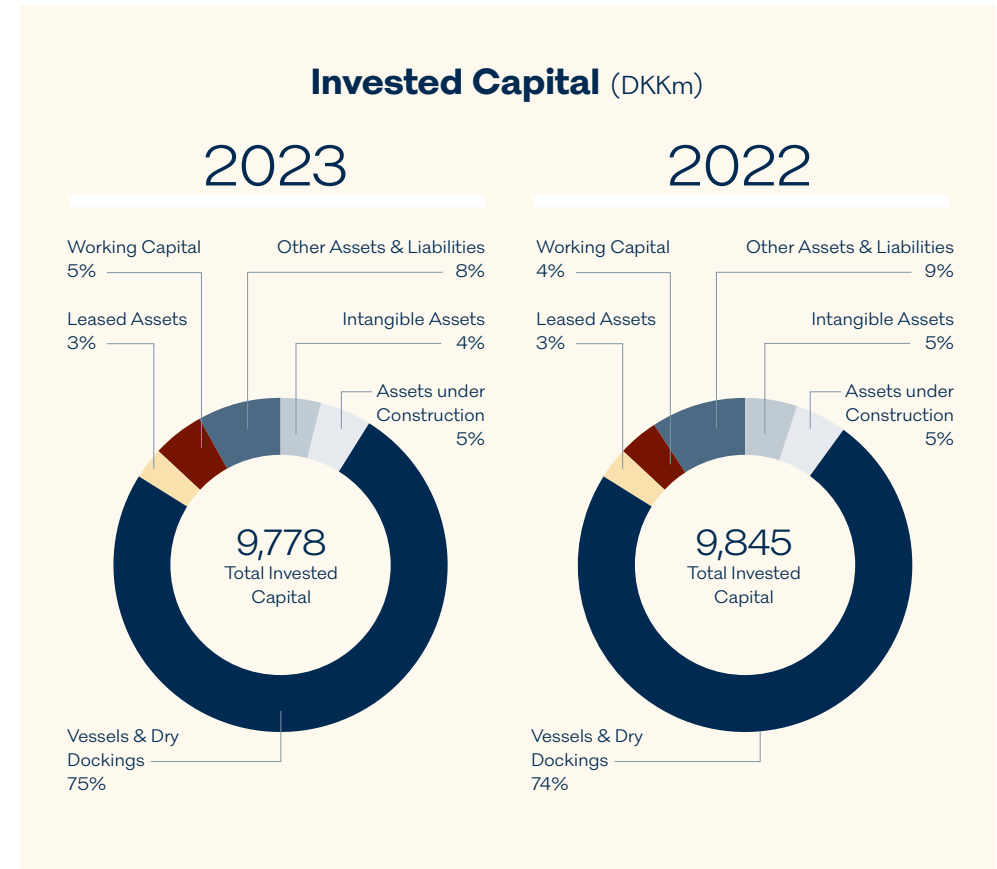 Invested Capital (DKKm)
2023
Working Capital
5%
Other Assets & Liabilities
8%
Leased Assets
3%
Intangible Assets
4%
Assets under
Construction
5%
9,778
Total Invested
Capital
Vessels & Dry
Dockings
75%
2022
Working Capital
4%
Other Assets & Liabilities
9%
Leased Assets
3%
Intangible Assets
5%
Assets under
Construction
5%
9,845
Total Invested
Capital
Vessels & Dry
Dockings
74%